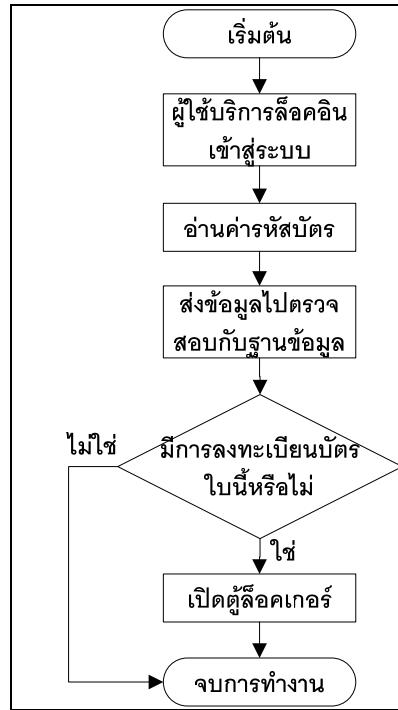 เริ่มต้น
ผู้ใช้บริการล็อคอิน
เข้าสู่ระบบ
อ่านค่ารหัสบัตร
ส่งข้อมูลไปตรวจ
สอบกับฐานข้อมูล
ไม่ใช่
มีการลงทะเบียนบัตร
ใบนี้หรือไม่
ใช่
เปิดตู้ล็อคเกอร์
จบการทำงาน